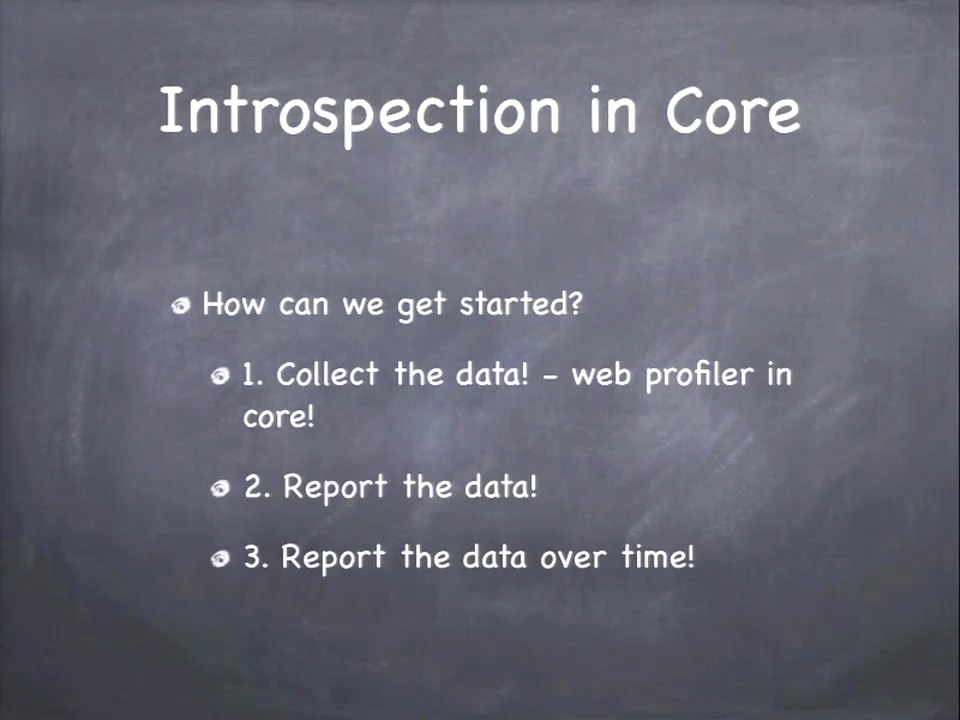 Introspection in Core
How can we get started?
1. Collect the data! - web profiler in
core!
2. Report the data!
3. Report the data over time!